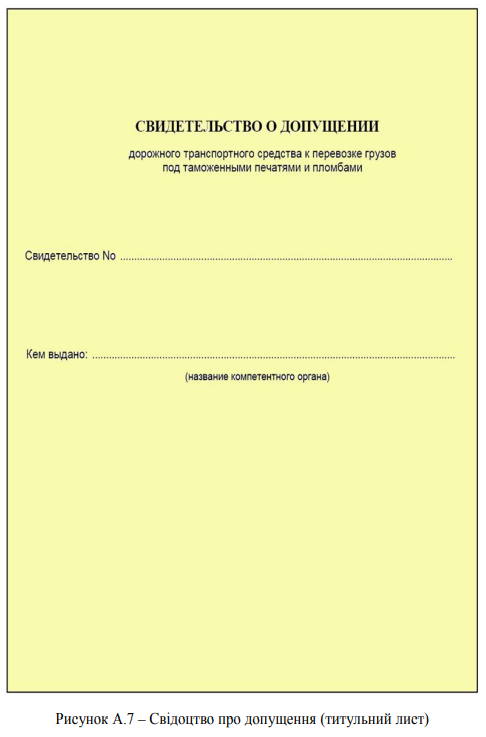 СВИДЕТЕЛЬСТВО О ДОПУЩЕНИИ
дорожного транспортного средства к перевозке грузов
под таможенными печатями и пломбами
Свидетельство No ........................................................................................................................
Кем выдано: ...................................................................................................................................
(название компетентного органа)
Рисунок А.7 – Свідоцтво про допущення (титульний лист)